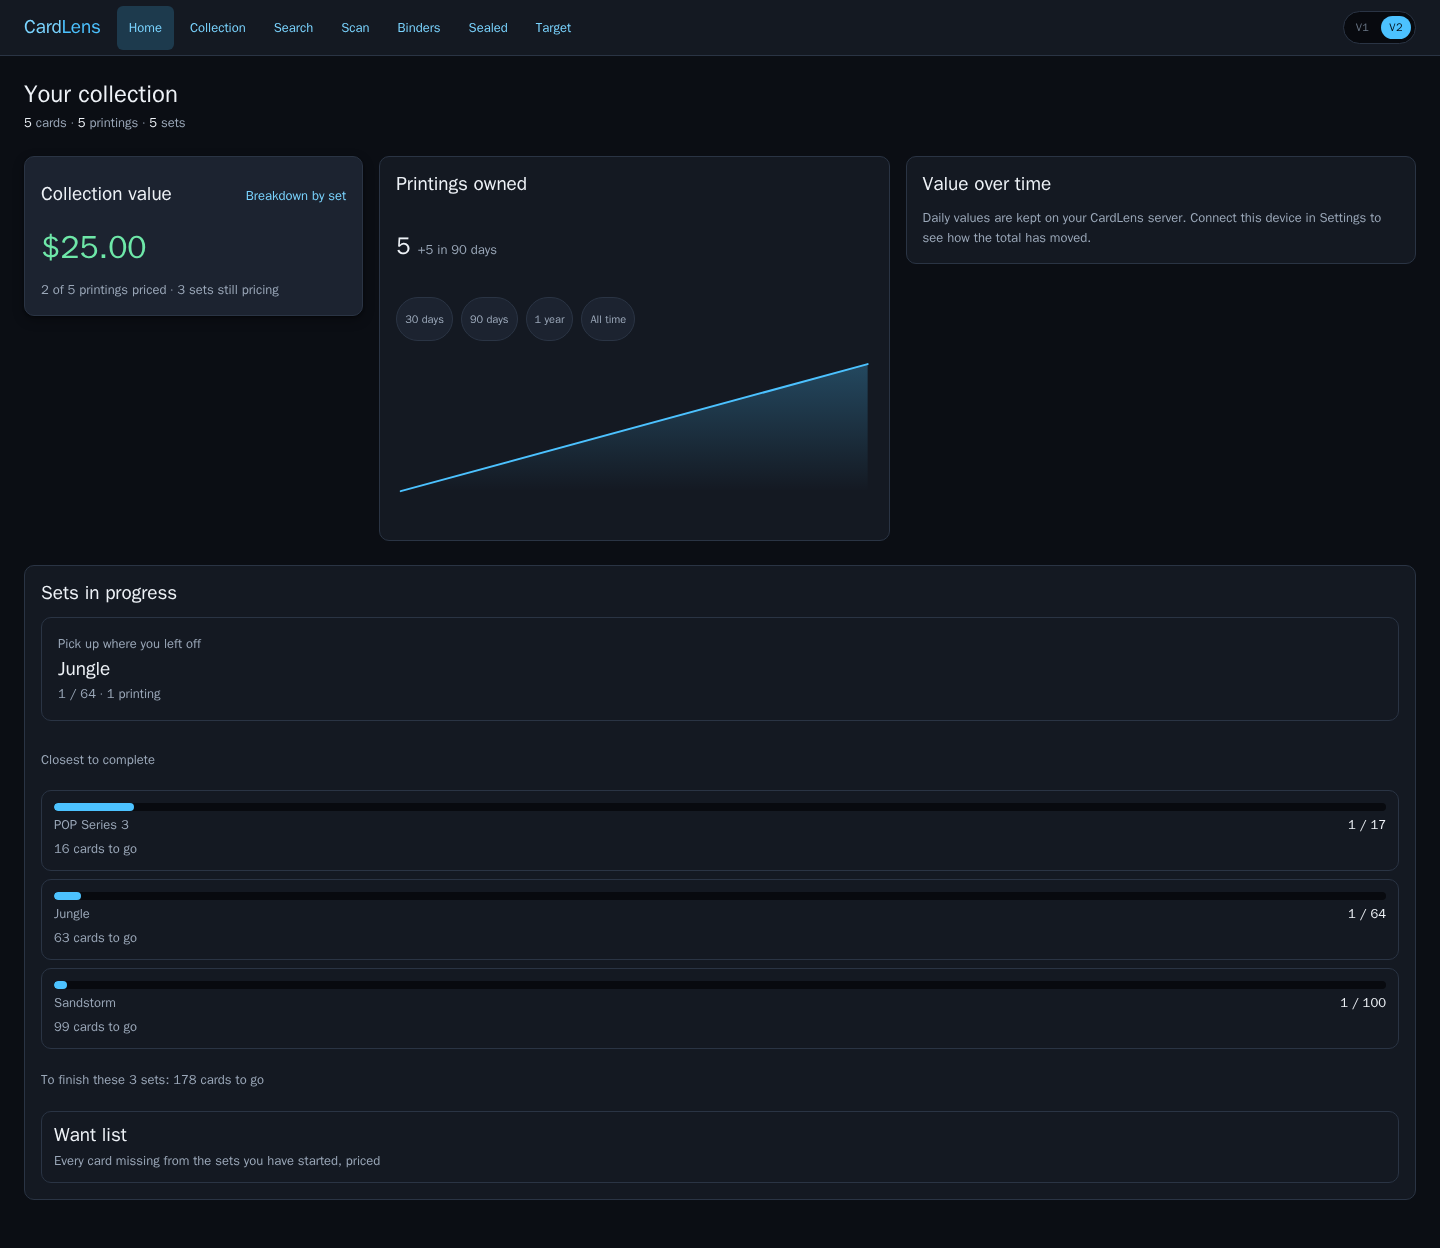 CardLens
Home
Collection
Search
Scan
Binders
Sealed
Target
V1
V2
Your collection
5 cards · 5 printings · 5 sets
Collection value
Breakdown by set
$25.00
2 of 5 printings priced · 3 sets still pricing
Printings owned
5 +5 in 90 days
30 days
90 days
1 year
All time
Value over time
Daily values are kept on your CardLens server. Connect this device in Settings to
see how the total has moved.
Sets in progress
Pick up where you left off
Jungle
1 / 64 · 1 printing
Closest to complete
POP Series 3
1 / 17
16 cards to go
Jungle
1 / 64
63 cards to go
Sandstorm
1 / 100
99 cards to go
To finish these 3 sets: 178 cards to go
Want list
Every card missing from the sets you have started, priced